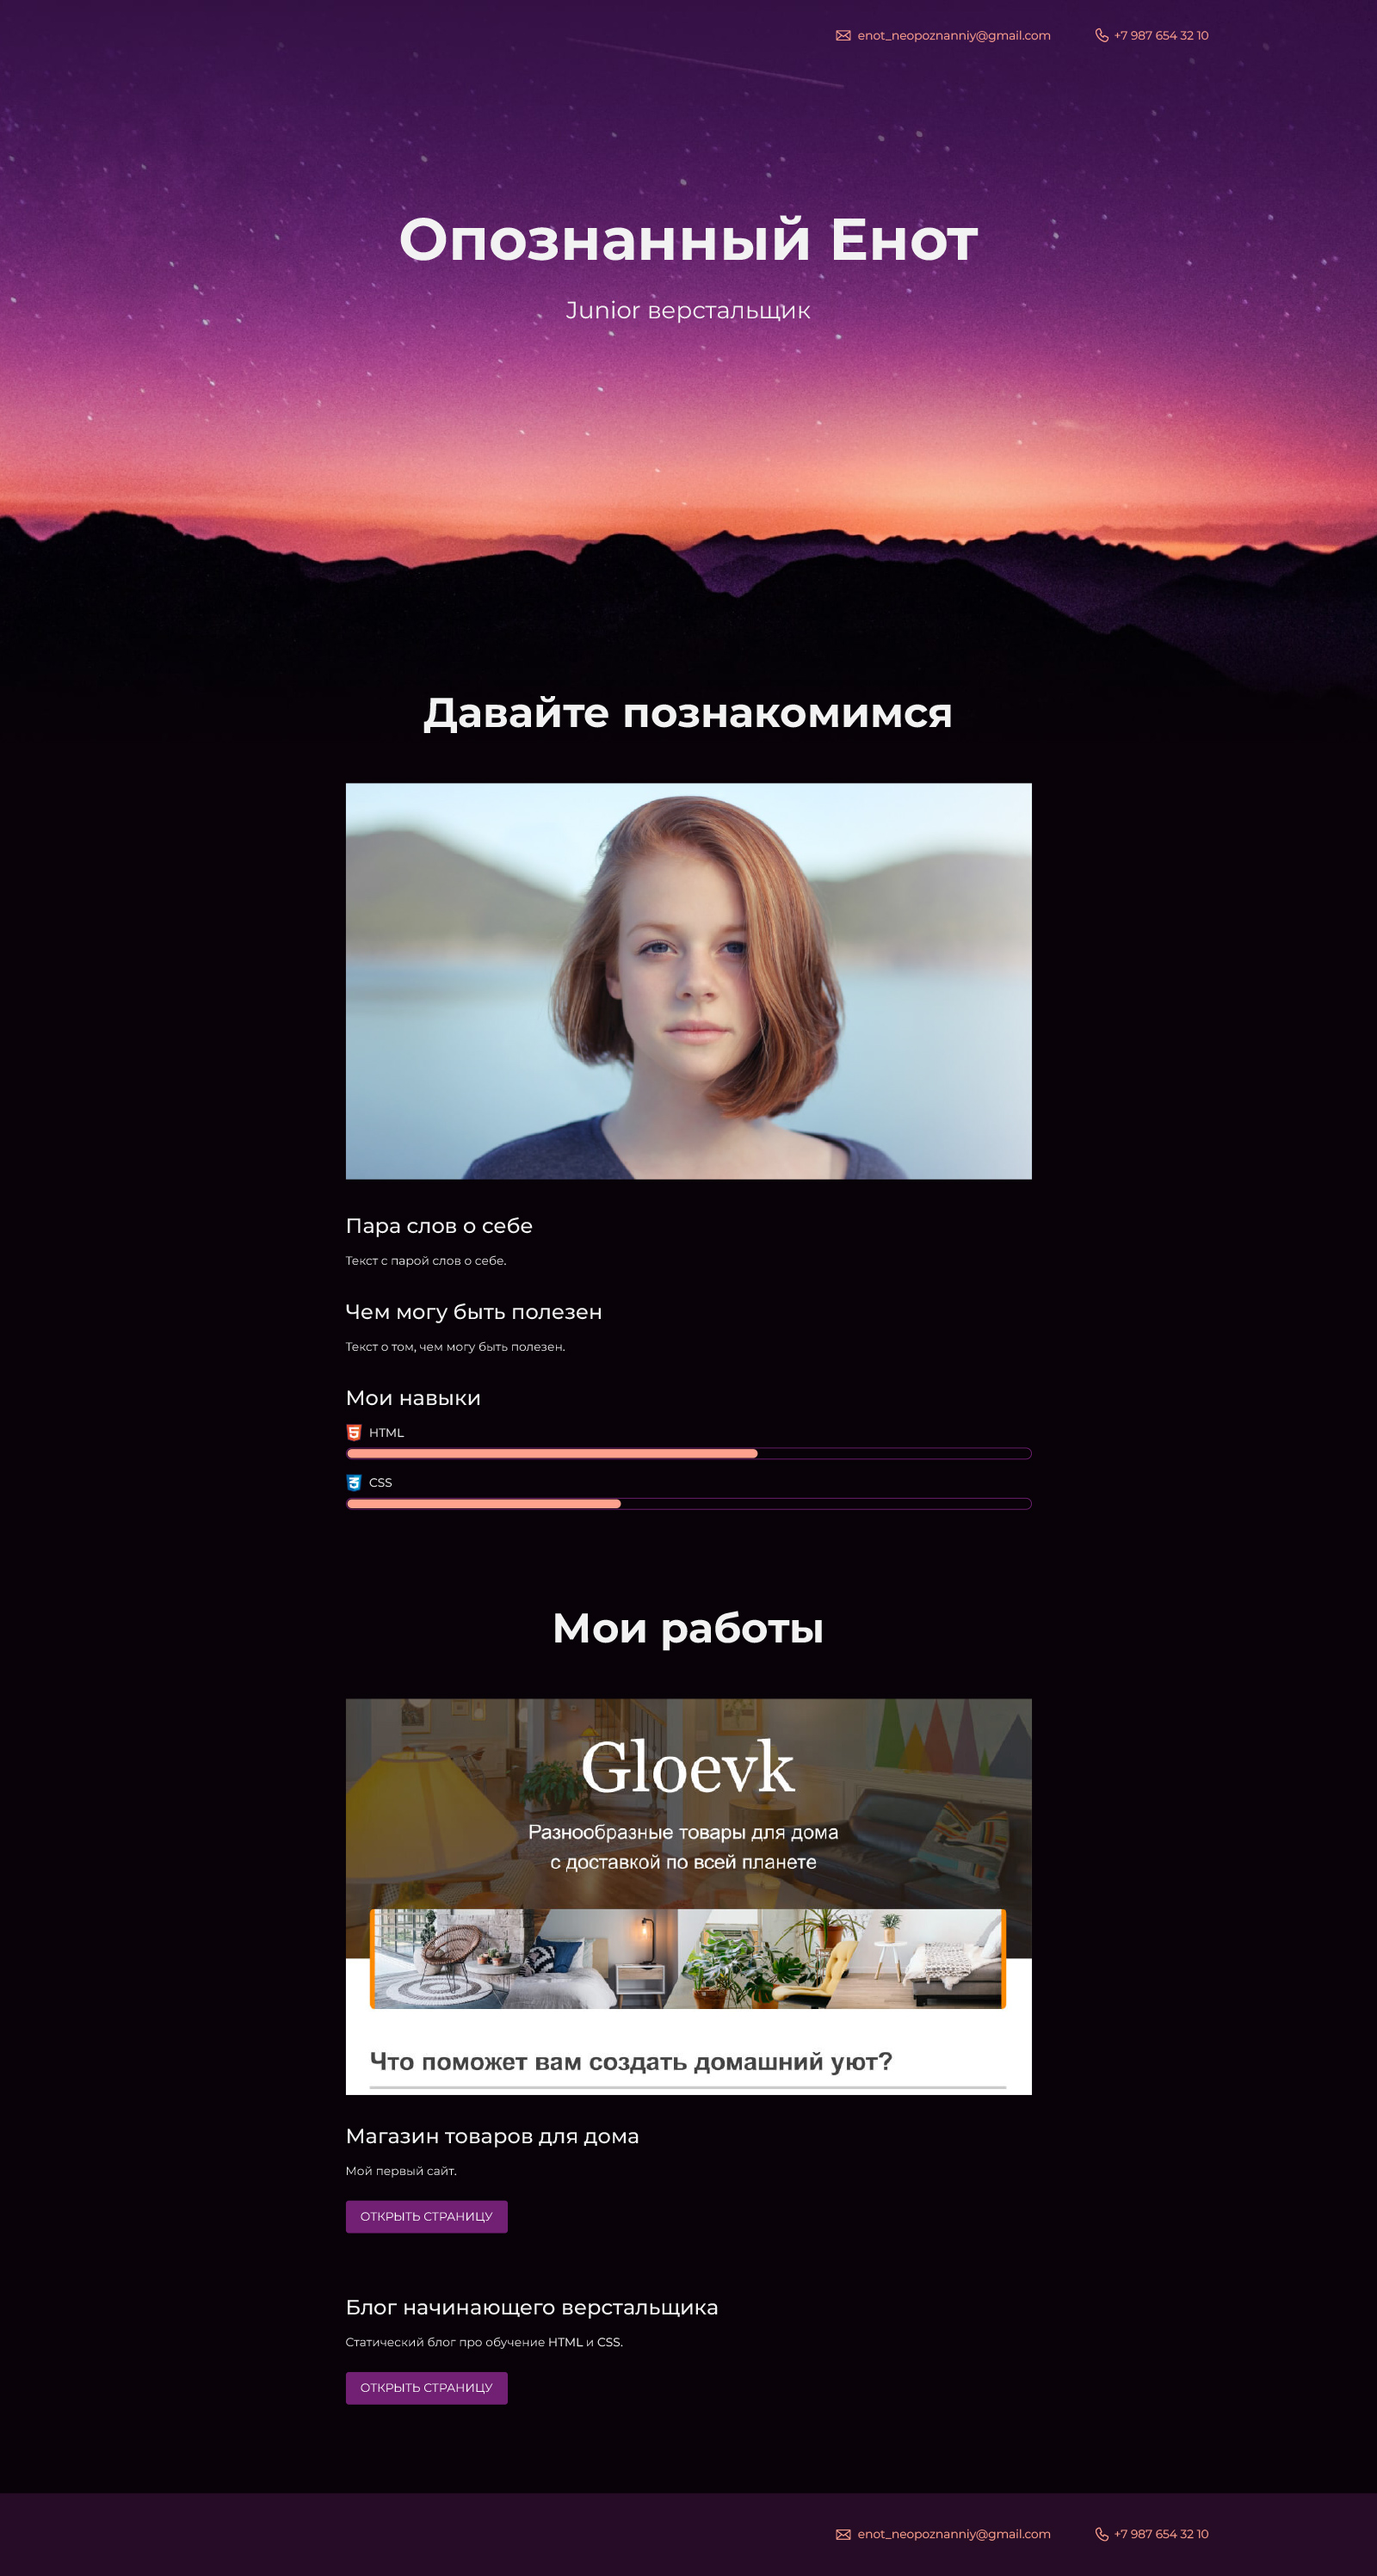 enot_neopoznanniy@gmail.com +7 987 654 32 10
Опознанный Енот
Junior верстальщик
Давайте познакомимся
Пара слов о себе
Текст с парой слов о себе.
Чем могу быть полезен
Текст о том, чем могу быть полезен.
Мои навыки
HTML
CSS
Мои работы
Gloevk
Разнообразные товары для дома
с доставкой по всей планете
Что поможет вам создать домашний уют?
Магазин товаров для дома
Мой первый сайт.
ОТКРЫТЬ СТРАНИЦУ
Блог начинающего верстальщика
Статический блог про обучение HTML и CSS.
ОТКРЫТЬ СТРАНИЦУ
enot_neopoznanniy@gmail.com +7 987 654 32 10